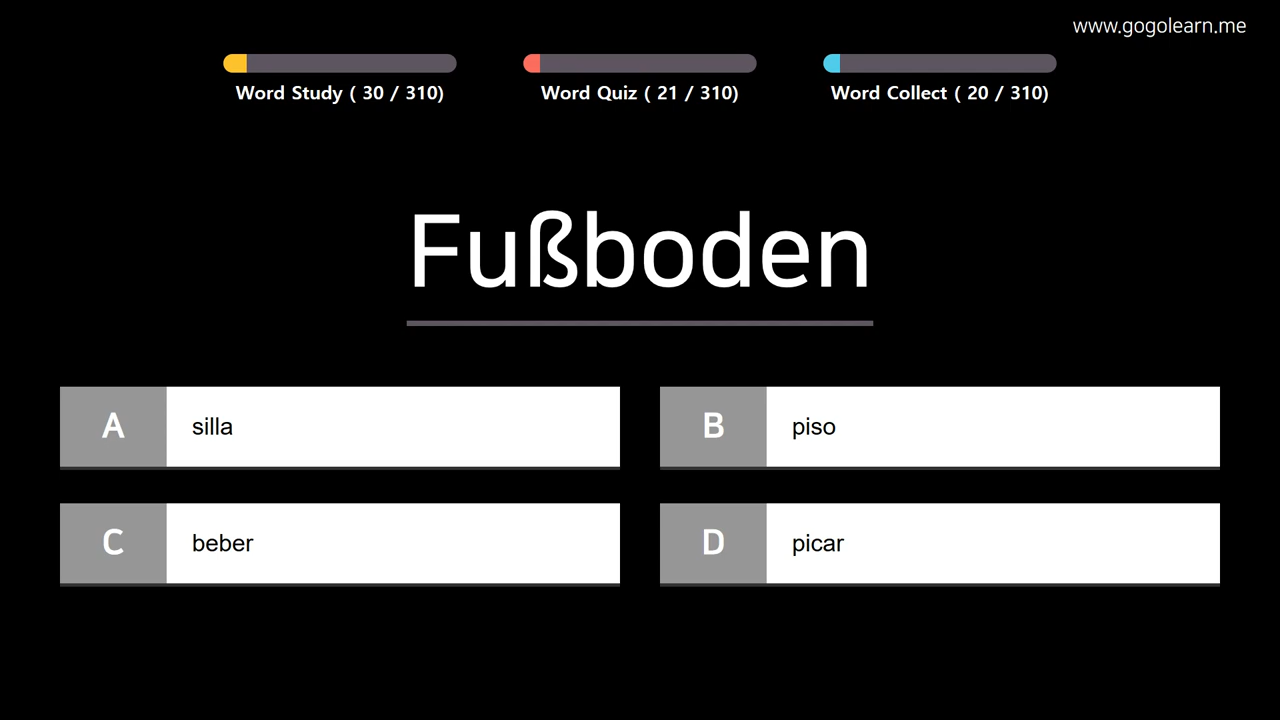 www.gogolearn.me
Word Study ( 30 / 310)
Word Quiz ( 21 / 310)
Word Collect ( 20 / 310)
Fußboden
A silla
B piso
C beber
D picar